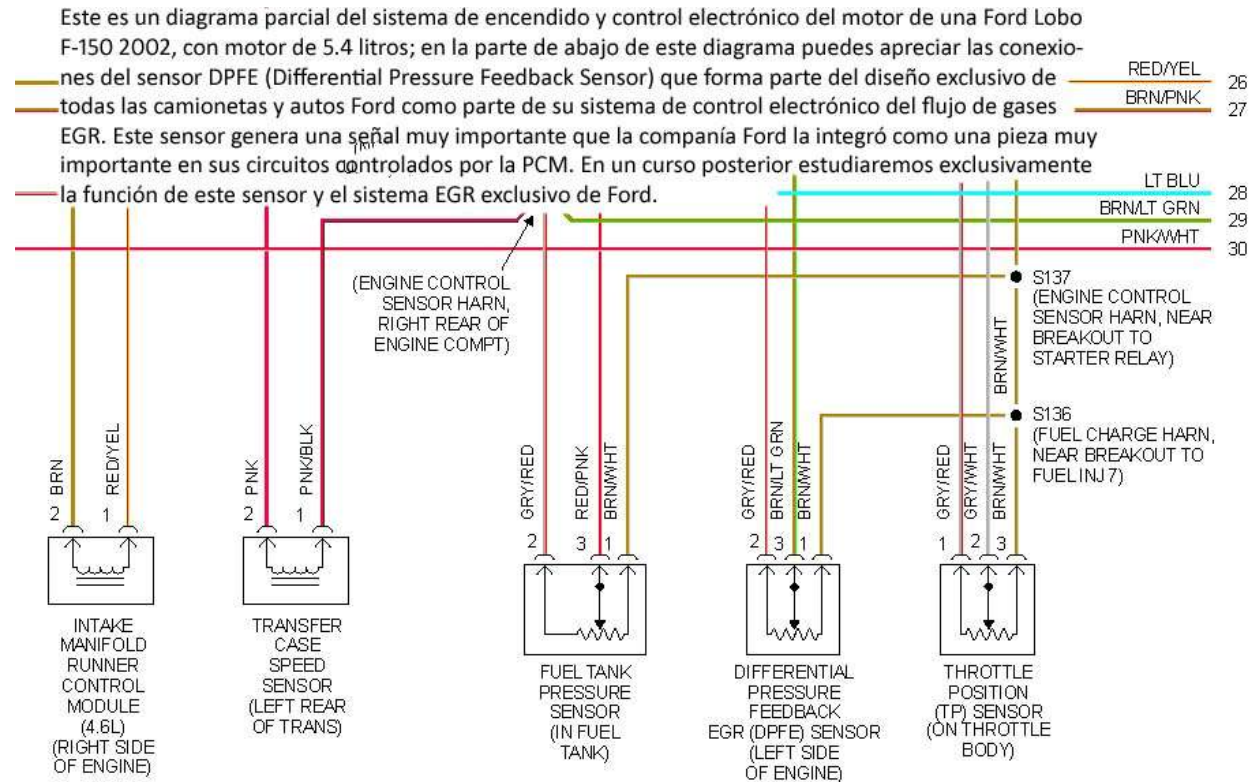 Este es un diagrama parcial del sistema de encendido y control electrónico del motor de una Ford Lobo
F-150 2002, con motor de 5.4 litros; en la parte de abajo de este diagrama puedes apreciar las conexio-
nes del sensor DPFE (Differential Pressure Feedback Sensor) que forma parte del diseño exclusivo de
todas las camionetas y autos Ford como parte de su sistema de control electrónico del flujo de gases
EGR. Este sensor genera una señal muy importante que la companía Ford la integró como una pieza muy
importante en sus circuitos controlados por la PCM. En un curso posterior estudiaremos exclusivamente
la función de este sensor y el sistema EGR exclusivo de Ford.
RED/YEL 26
BRN/PNK 27
LT BLU 28
BRN/LT GRN 29
PNK/WHT 30
(ENGINE CONTROL
SENSOR HARN,
RIGHT REAR OF
ENGINE COMPT)
S137
(ENGINE CONTROL
SENSOR HARN, NEAR
BREAKOUT TO
STARTER RELAY)
BRN/WHT
S136
(FUEL CHARGE HARN,
NEAR BREAKOUT TO
FUEL INJ 7)
BRN
RED/YEL
PNK
PNK/BLK
GRY/RED
RED/PNK
BRN/WHT
GRY/RED
BRN/LT GRN
BRN/WHT
GRY/RED
GRY/WHT
BRN/WHT
2 1
2 1
2 3 1
2 3 1
1 2 3
INTAKE
MANIFOLD
RUNNER
CONTROL
MODULE
(4.6L)
(RIGHT SIDE
OF ENGINE)
TRANSFER
CASE
SPEED
SENSOR
(LEFT REAR
OF TRANS)
FUEL TANK
PRESSURE
SENSOR
(IN FUEL
TANK)
DIFFERENTIAL
PRESSURE
FEEDBACK
EGR (DPFE) SENSOR
(LEFT SIDE
OF ENGINE)
THROTTLE
POSITION
(TP) SENSOR
(ON THROTTLE
BODY)